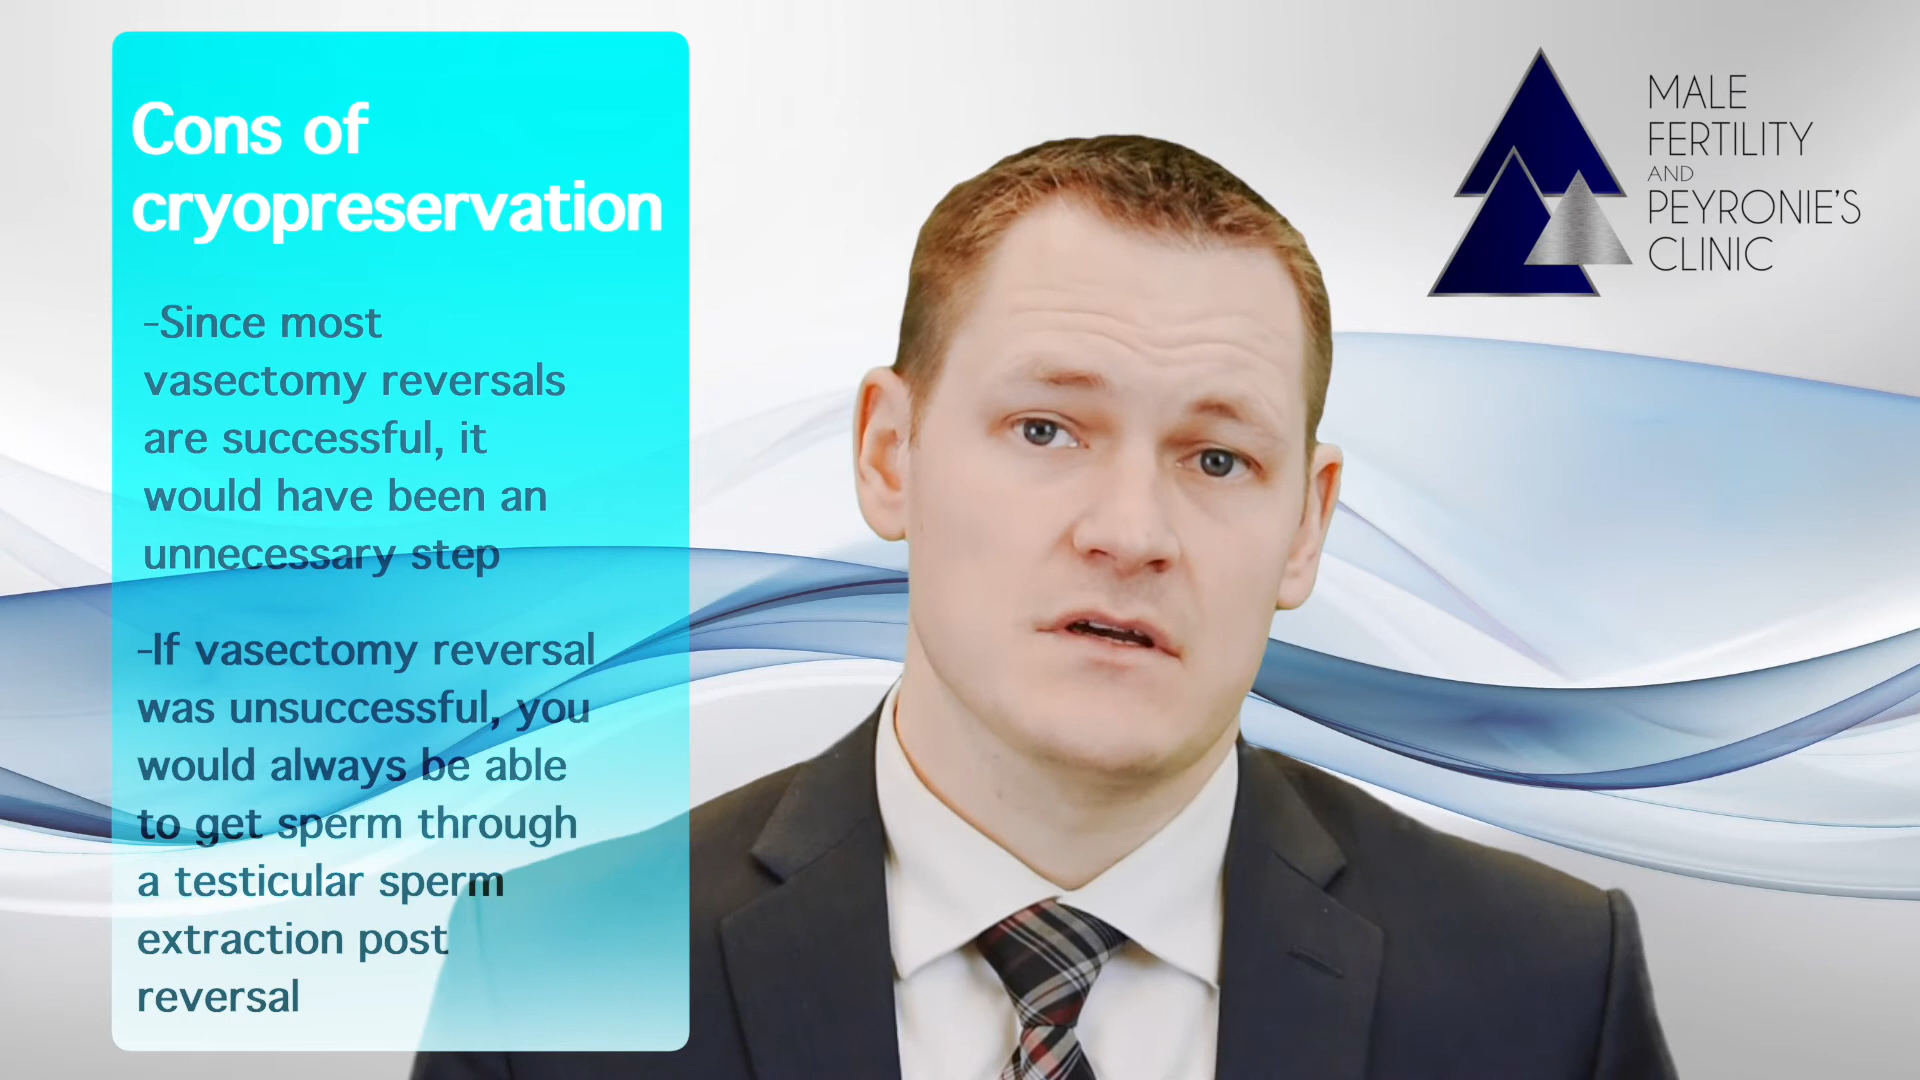 Cons of
cryopreservation
-Since most
vasectomy reversals
are successful, it
would have been an
unnecessary step
-If vasectomy reversal
was unsuccessful, you
would always be able
to get sperm through
a testicular sperm
extraction post
reversal
MALE
FERTILITY
AND
PEYRONIE'S
CLINIC